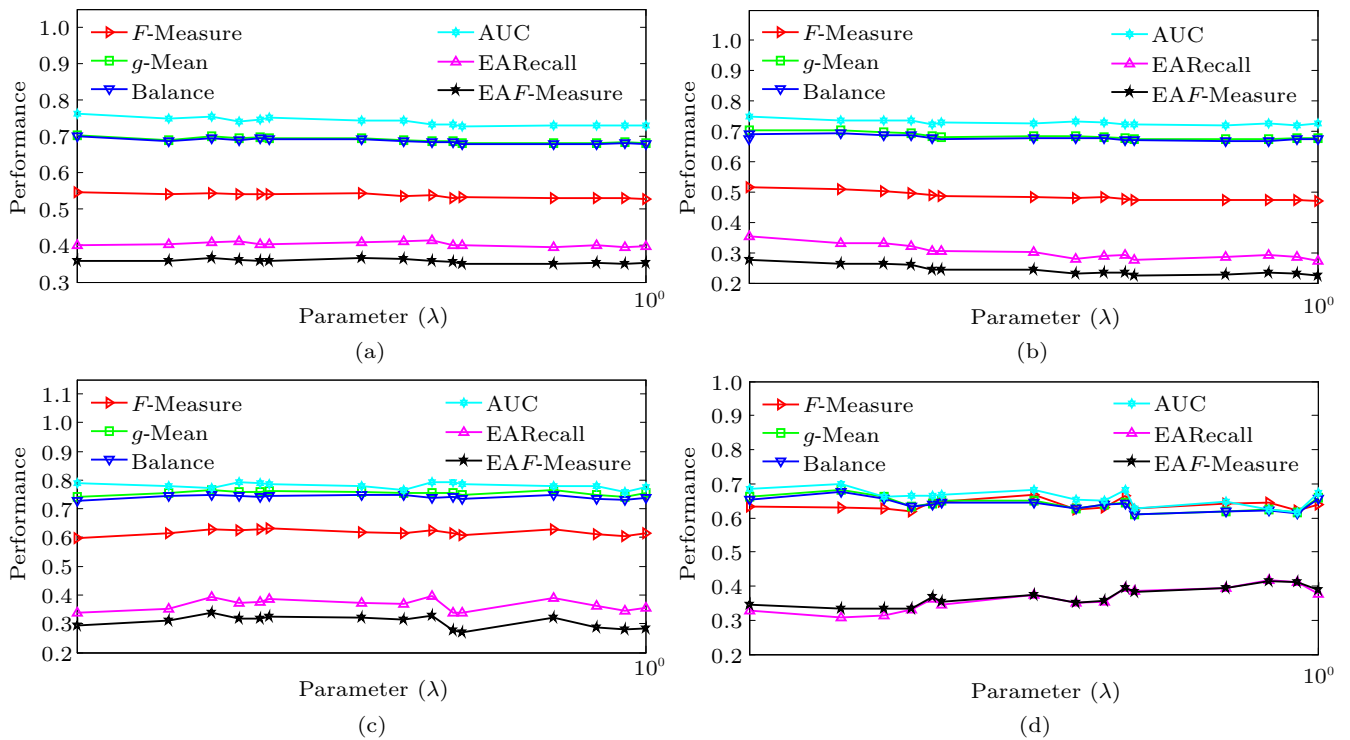 1.0
0.9
0.8
0.7
0.6
0.5
0.4
0.3
Performance
F-Measure
g-Mean
Balance
AUC
EARecall
EAF-Measure
10⁰
Parameter (λ)
(a)
1.0
0.9
0.8
0.7
0.6
0.5
0.4
0.3
0.2
Performance
F-Measure
g-Mean
Balance
AUC
EARecall
EAF-Measure
10⁰
Parameter (λ)
(b)
1.1
1.0
0.9
0.8
0.7
0.6
0.5
0.4
0.3
0.2
Performance
F-Measure
g-Mean
Balance
AUC
EARecall
EAF-Measure
10⁰
Parameter (λ)
(c)
1.0
0.9
0.8
0.7
0.6
0.5
0.4
0.3
0.2
Performance
F-Measure
g-Mean
Balance
AUC
EARecall
EAF-Measure
10⁰
Parameter (λ)
(d)